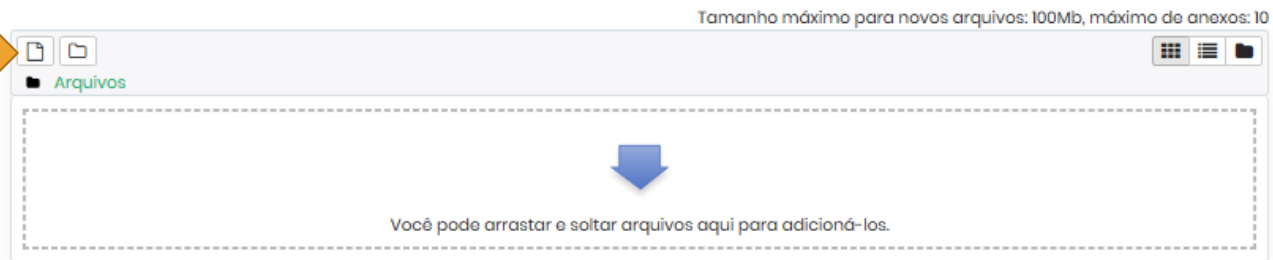 Tamanho máximo para novos arquivos: 100Mb, máximo de anexos: 10
Arquivos
Você pode arrastar e soltar arquivos aqui para adicioná-los.